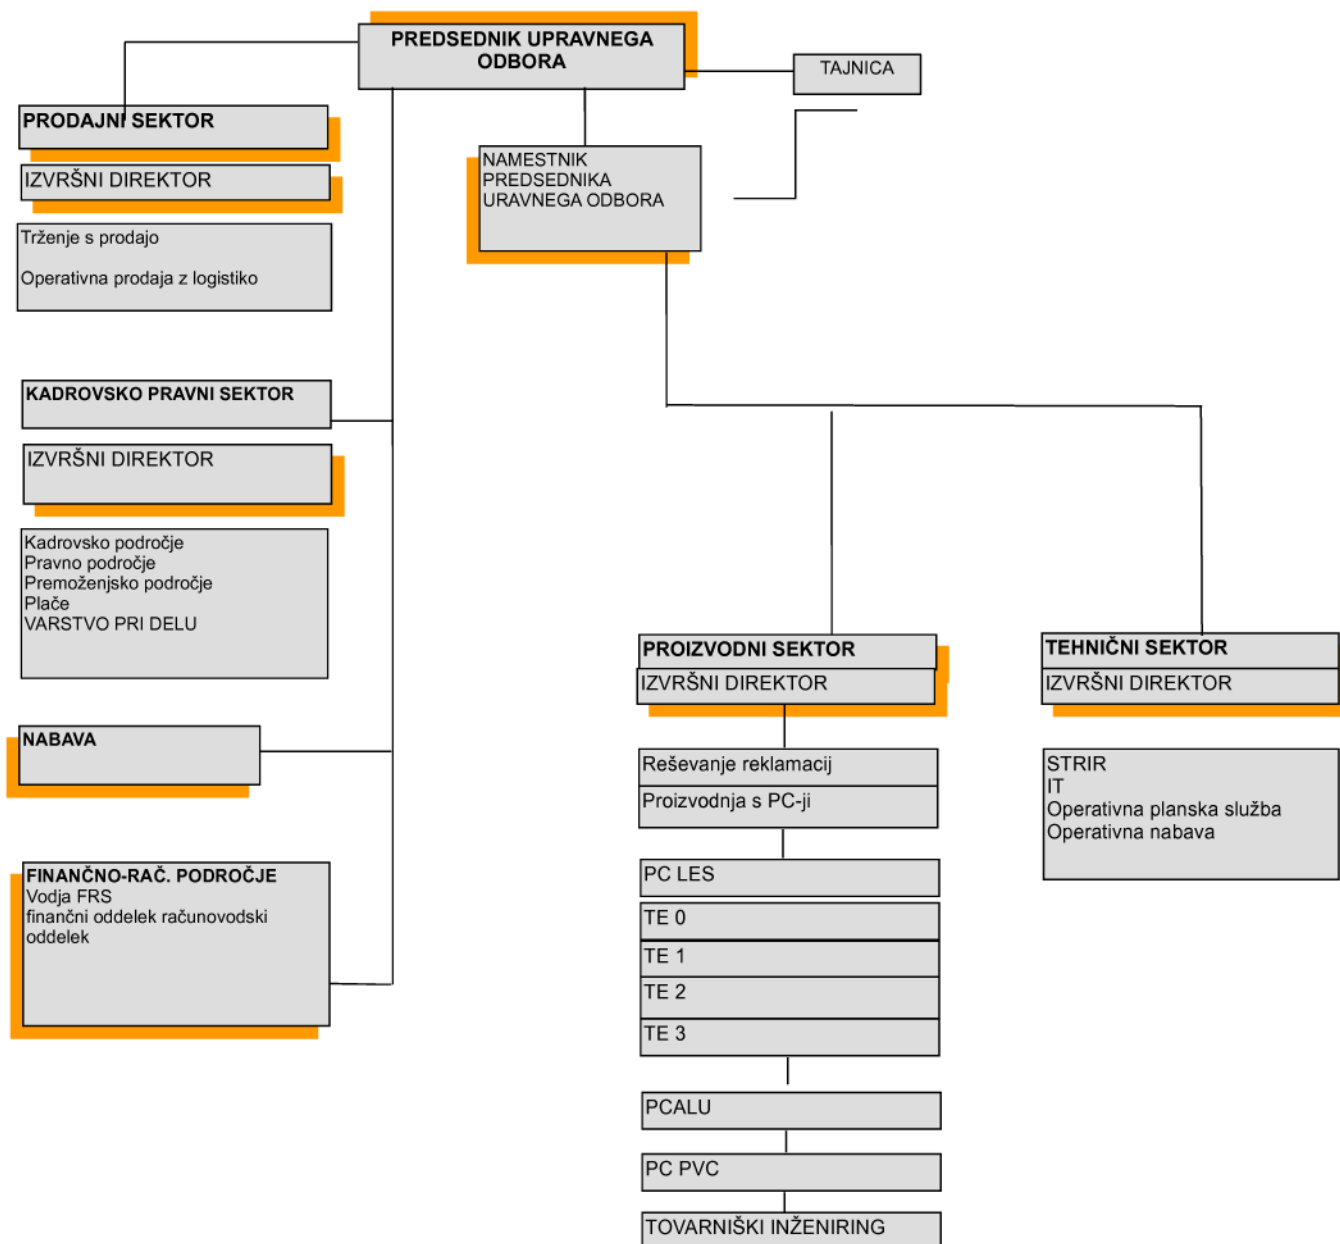 PREDSEDNIK UPRAVNEGA
ODBORA
TAJNICA
PRODAJNI SEKTOR
IZVRŠNI DIREKTOR
Trženje s prodajo
Operativna prodaja z logistiko
NAMESTNIK
PREDSEDNIKA
URAVNEGA ODBORA
KADROVSKO PRAVNI SEKTOR
IZVRŠNI DIREKTOR
Kadrovsko področje
Pravno področje
Premoženjsko področje
Plače
VARSTVO PRI DELU
NABAVA
FINANČNO-RAČ. PODROČJE
Vodja FRS
finančni oddelek računovodski
oddelek
PROIZVODNI SEKTOR
IZVRŠNI DIREKTOR
Reševanje reklamacij
Proizvodnja s PC-ji
PC LES
TE 0
TE 1
TE 2
TE 3
PCALU
PC PVC
TOVARNIŠKI INŽENIRING
TEHNIČNI SEKTOR
IZVRŠNI DIREKTOR
STRIR
IT
Operativna planska služba
Operativna nabava